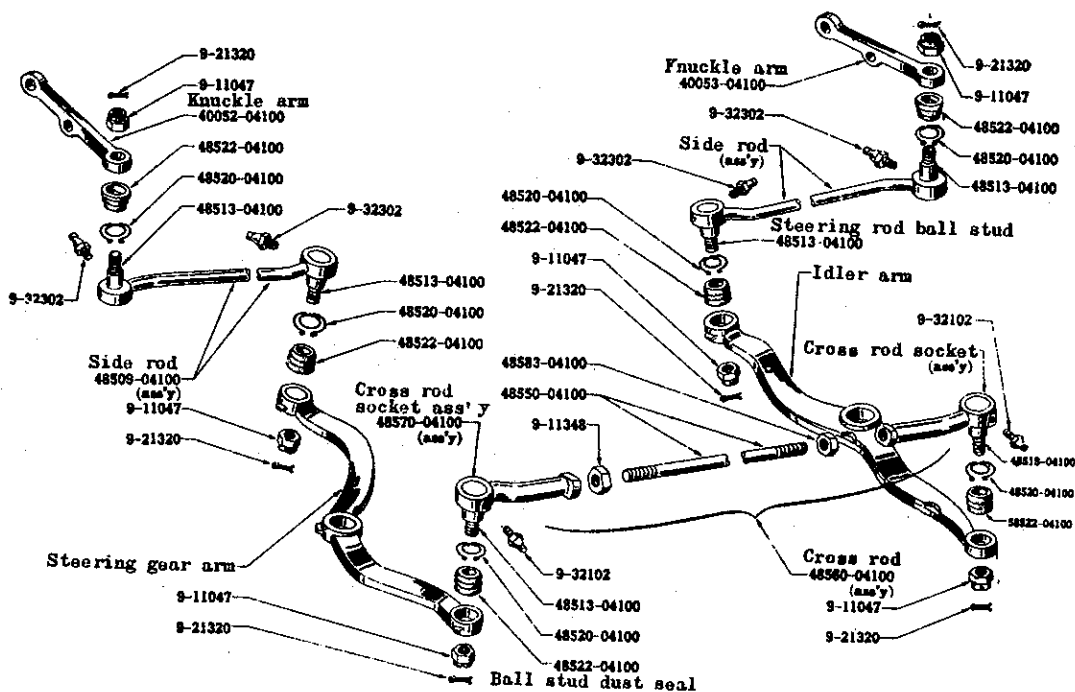 9-21320
9-11047
Knuckle arm
40052-04100
48522-04100
48520-04100
48513-04100
9-32302
9-32302
48513-04100
48520-04100
48522-04100
Side rod
48509-04100
(ass'y)
9-11047
9-21320
Cross rod
socket ass'y
48570-04100
(ass'y)
Steering gear arm
9-11047
9-21320
9-32102
48513-04100
48520-04100
48522-04100
Ball stud dust seal
Fnuckle arm
40053-04100
9-21320
9-11047
9-32302
48522-04100
Side rod
(ass'y)
48520-04100
9-32302
48513-04100
48520-04100
48522-04100
Steering rod ball stud
48513-04100
9-11047
Idler arm
9-21320
9-32102
Cross rod socket
(ass'y)
48583-04100
48550-04100
9-11348
48513-04100
48520-04100
58522-04100
Cross rod
48560-04100
(ass'y)
9-11047
9-21320